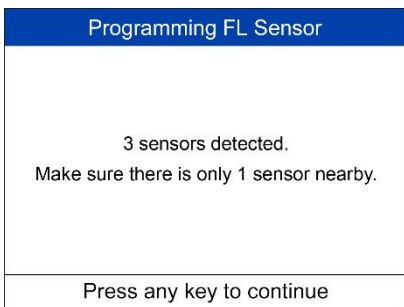 Programming FL Sensor
3 sensors detected.
Make sure there is only 1 sensor nearby.
Press any key to continue